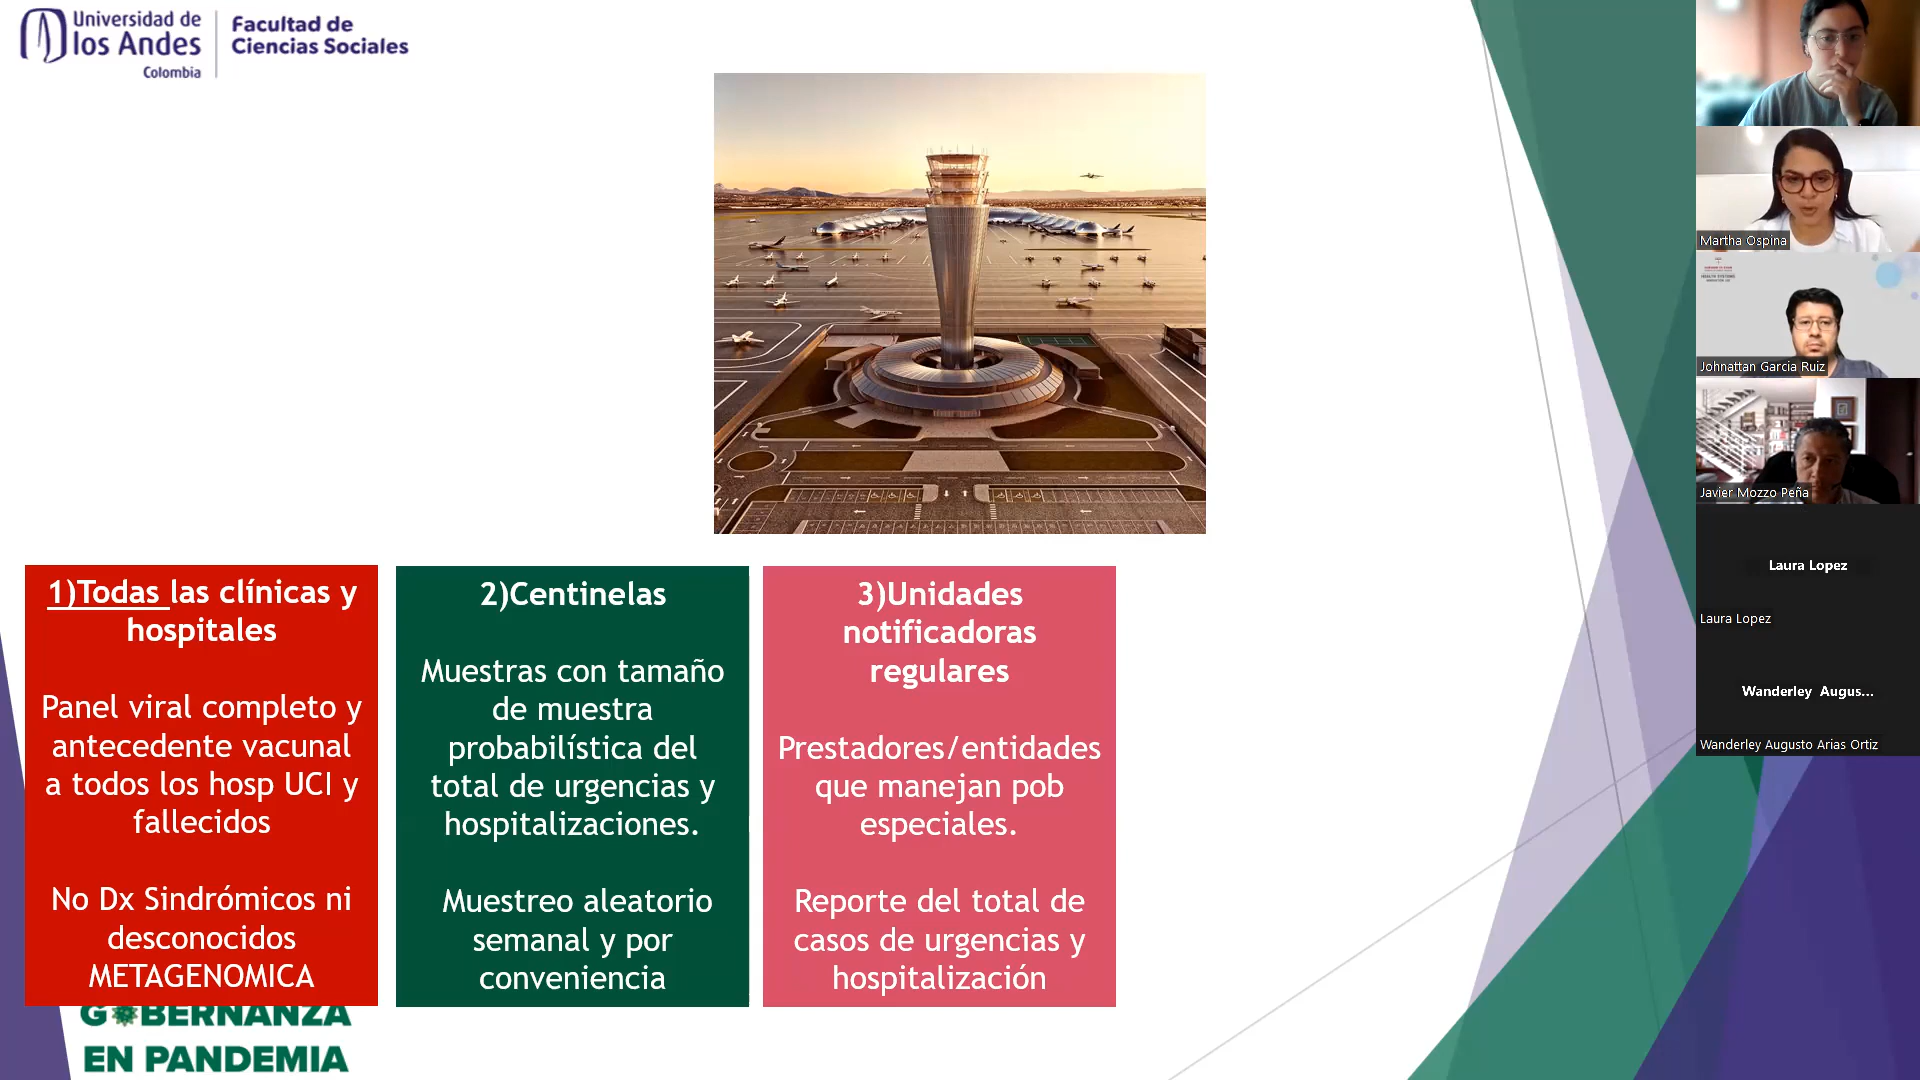 Universidad de
los Andes
Colombia
Facultad de
Ciencias Sociales
1)Todas las clínicas y
hospitales
Panel viral completo y
antecedente vacunal
a todos los hosp UCI y
fallecidos
No Dx Sindrómicos ni
desconocidos
METAGENOMICA
2)Centinelas
Muestras con tamaño
de muestra
probabilística del
total de urgencias y
hospitalizaciones.
Muestreo aleatorio
semanal y por
conveniencia
3)Unidades
notificadoras
regulares
Prestadores/entidades
que manejan pob
especiales.
Reporte del total de
casos de urgencias y
hospitalización
GOBERNANZA
EN PANDEMIA
Martha Ospina
Johnattan Garcia Ruiz
Javier Mozzo Peña
Laura Lopez
Laura Lopez
Wanderley Augus...
Wanderley Augusto Arias Ortiz